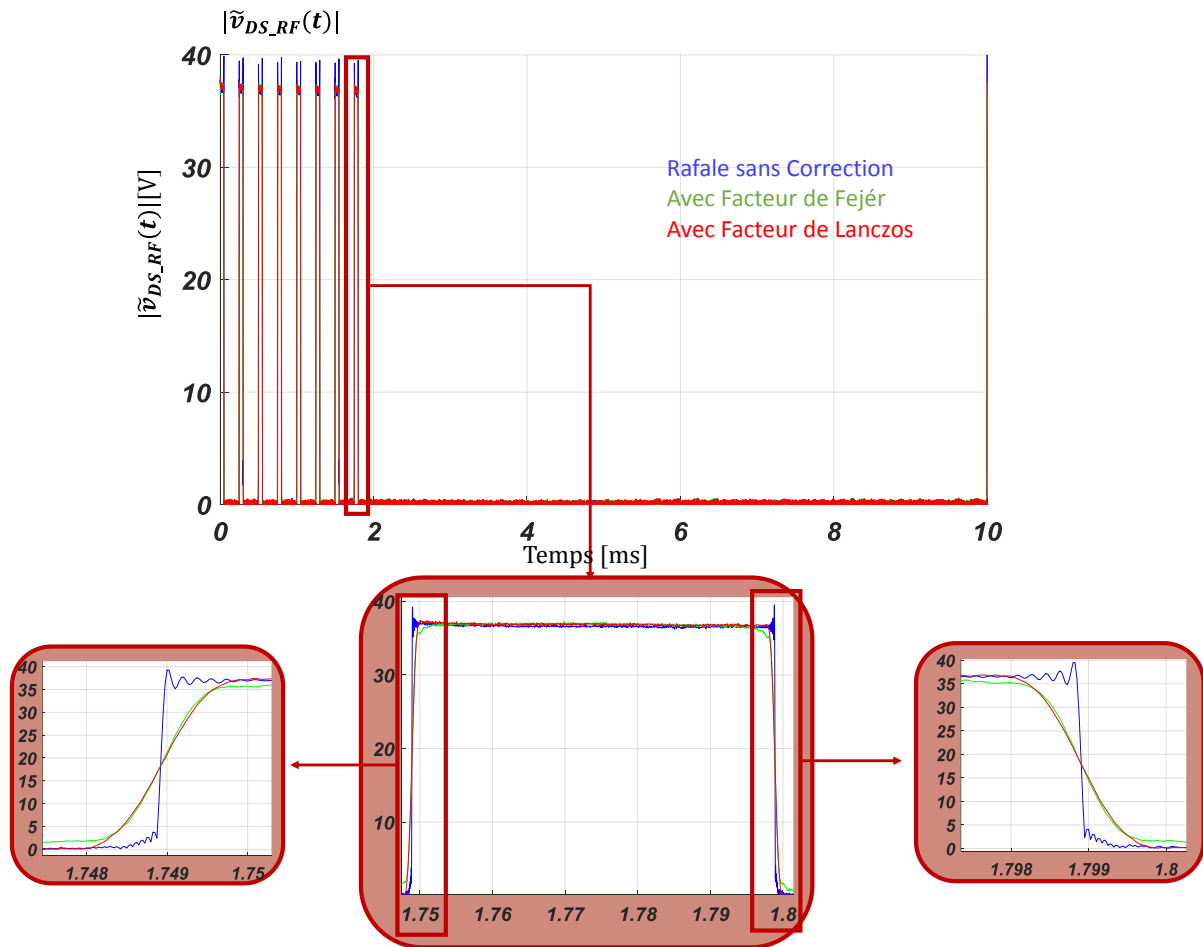 |ṽDS_RF(t)|
|ṽDS_RF(t)|[V]
40
30
20
10
0
Rafale sans Correction
Avec Facteur de Fejér
Avec Facteur de Lanczos
0 2 4 6 8 10
Temps [ms]
40
35
30
25
20
15
10
5
0
1.748 1.749 1.75
40
30
20
10
1.75 1.76 1.77 1.78 1.79 1.8
40
35
30
25
20
15
10
5
0
1.798 1.799 1.8